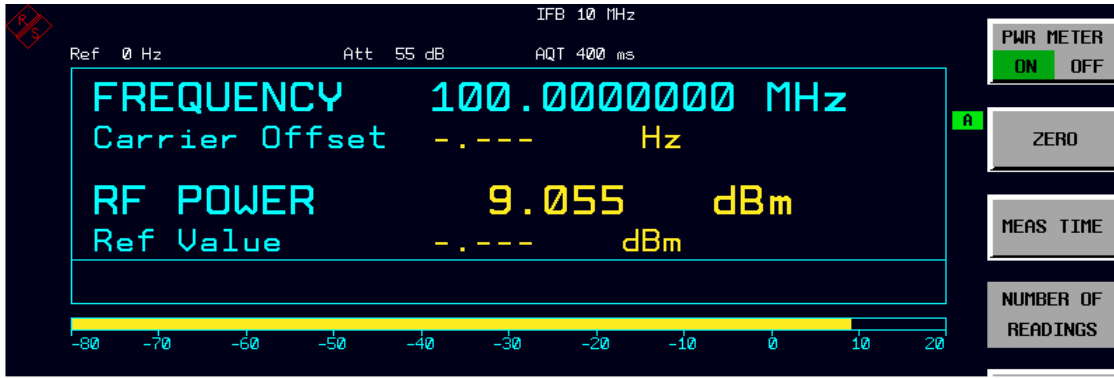 IFB 10 MHz
R S
Ref 0 Hz Att 55 dB AQT 400 ms
FREQUENCY 100.0000000 MHz
Carrier Offset -.--- Hz
RF POWER 9.055 dBm
Ref Value -.--- dBm
-80 -70 -60 -50 -40 -30 -20 -10 0 10 20
A
PWR METER
ON OFF
ZERO
MEAS TIME
NUMBER OF
READINGS